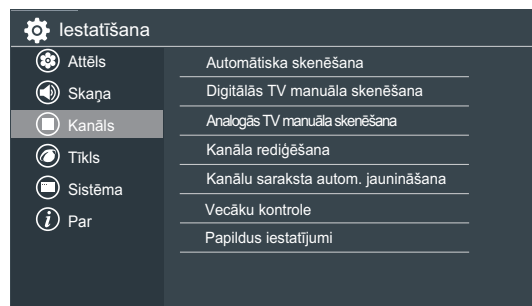 Iestatīšana
Attēls
Skaņa
Kanāls
Tīkls
Sistēma
Par
Automātiska skenēšana
Digitālās TV manuāla skenēšana
Analogās TV manuāla skenēšana
Kanāla rediģēšana
Kanālu saraksta autom. jaunināšana
Vecāku kontrole
Papildus iestatījumi